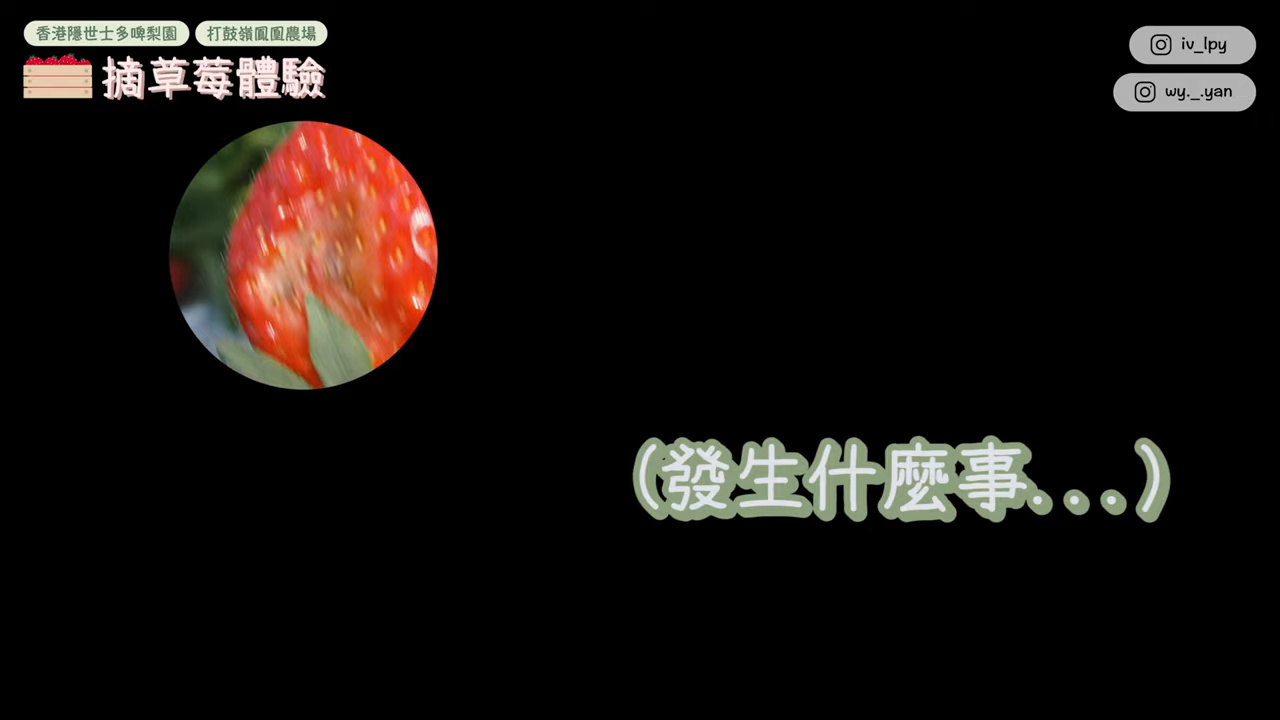 香港隱世士多啤梨園
打鼓嶺鳳凰農場
摘草莓體驗
iv_lpy
wy._.yan
(發生什麼事...)